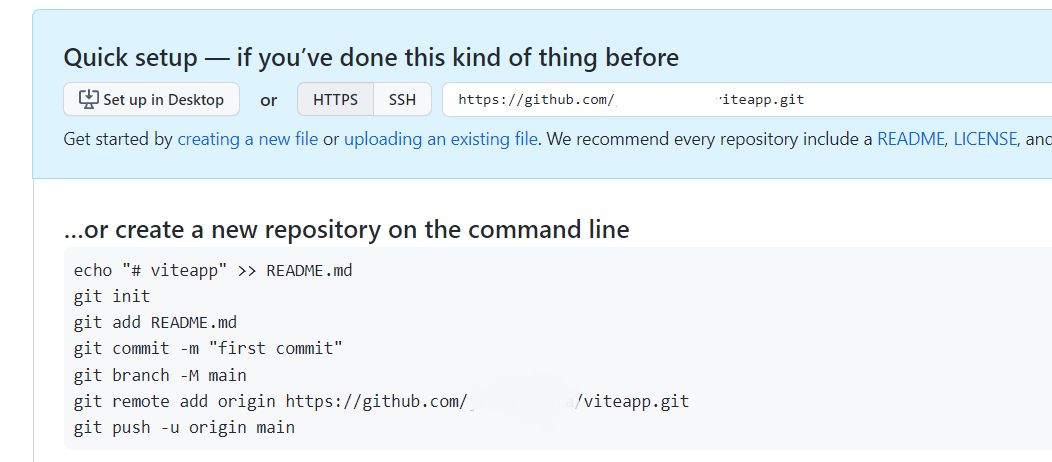 Quick setup — if you’ve done this kind of thing before
Set up in Desktop or HTTPS SSH https://github.com/ iteapp.git
Get started by creating a new file or uploading an existing file. We recommend every repository include a README, LICENSE, and
…or create a new repository on the command line
echo "# viteapp" >> README.md
git init
git add README.md
git commit -m "first commit"
git branch -M main
git remote add origin https://github.com/ /viteapp.git
git push -u origin main